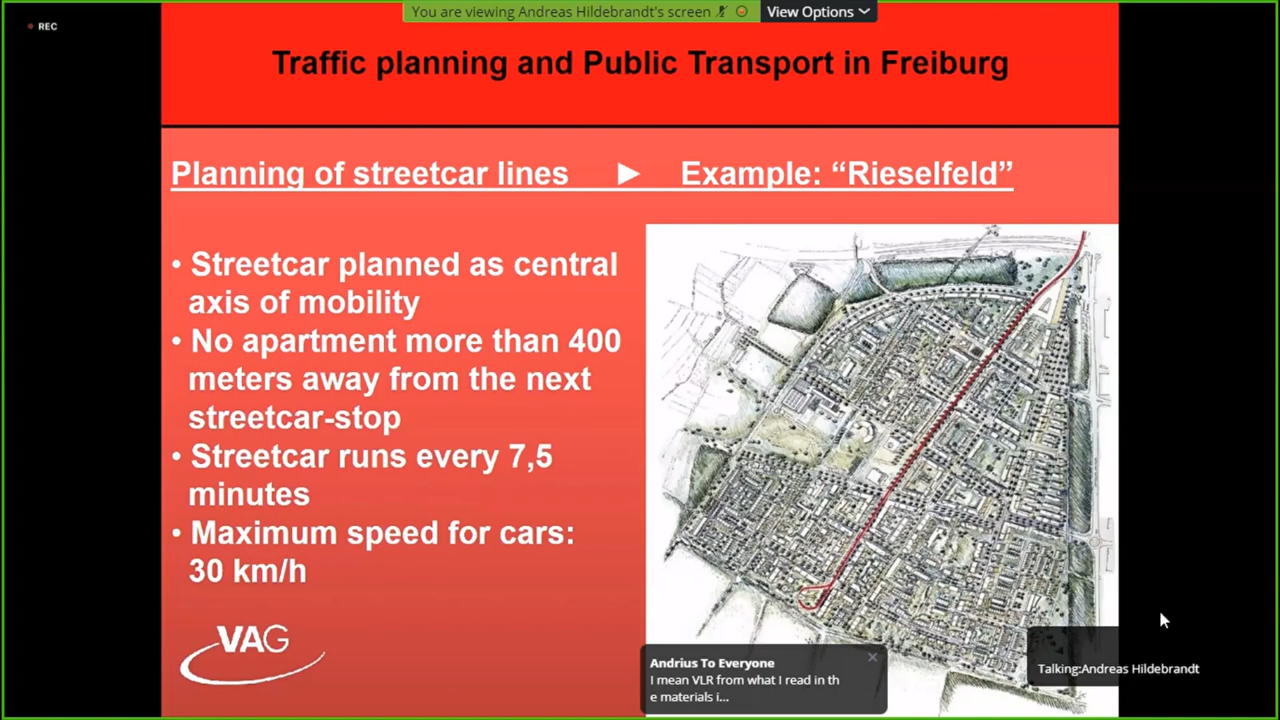 You are viewing Andreas Hildebrandt's screen
View Options
REC
Traffic planning and Public Transport in Freiburg
Planning of streetcar lines ► Example: “Rieselfeld”
• Streetcar planned as central
axis of mobility
• No apartment more than 400
meters away from the next
streetcar-stop
• Streetcar runs every 7,5
minutes
• Maximum speed for cars:
30 km/h
VAG
Andrius To Everyone
I mean VLR from what I read in th
e materials i...
Talking:Andreas Hildebrandt